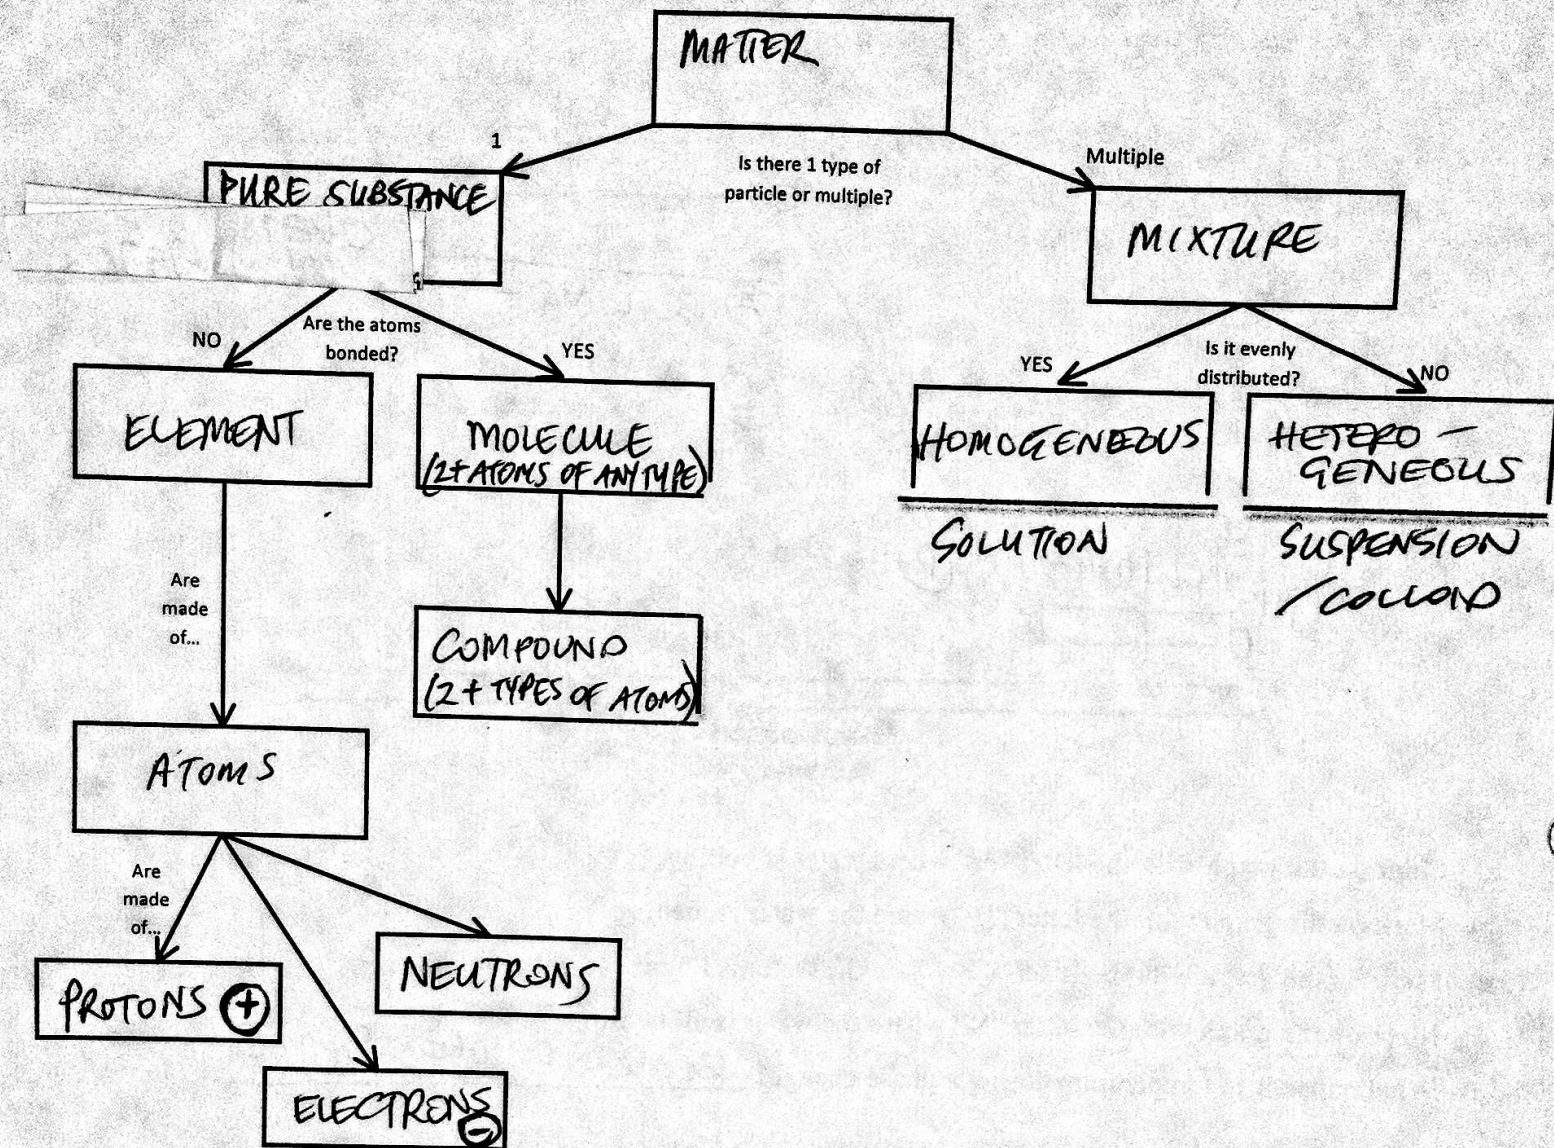 MATTER
1
Is there 1 type of
particle or multiple?
Multiple
PURE SUBSTANCE
MIXTURE
NO
Are the atoms
bonded?
YES
YES
Is it evenly
distributed?
NO
ELEMENT
MOLECULE
(2+ ATOMS OF ANY TYPE)
HOMOGENEOUS
HETERO-
GENEOUS
SOLUTION
SUSPENSION
/COLLOID
Are
made
of...
COMPOUND
(2+ TYPES OF ATOMS)
ATOMS
Are
made
of...
PROTONS +
NEUTRONS
ELECTRONS
-